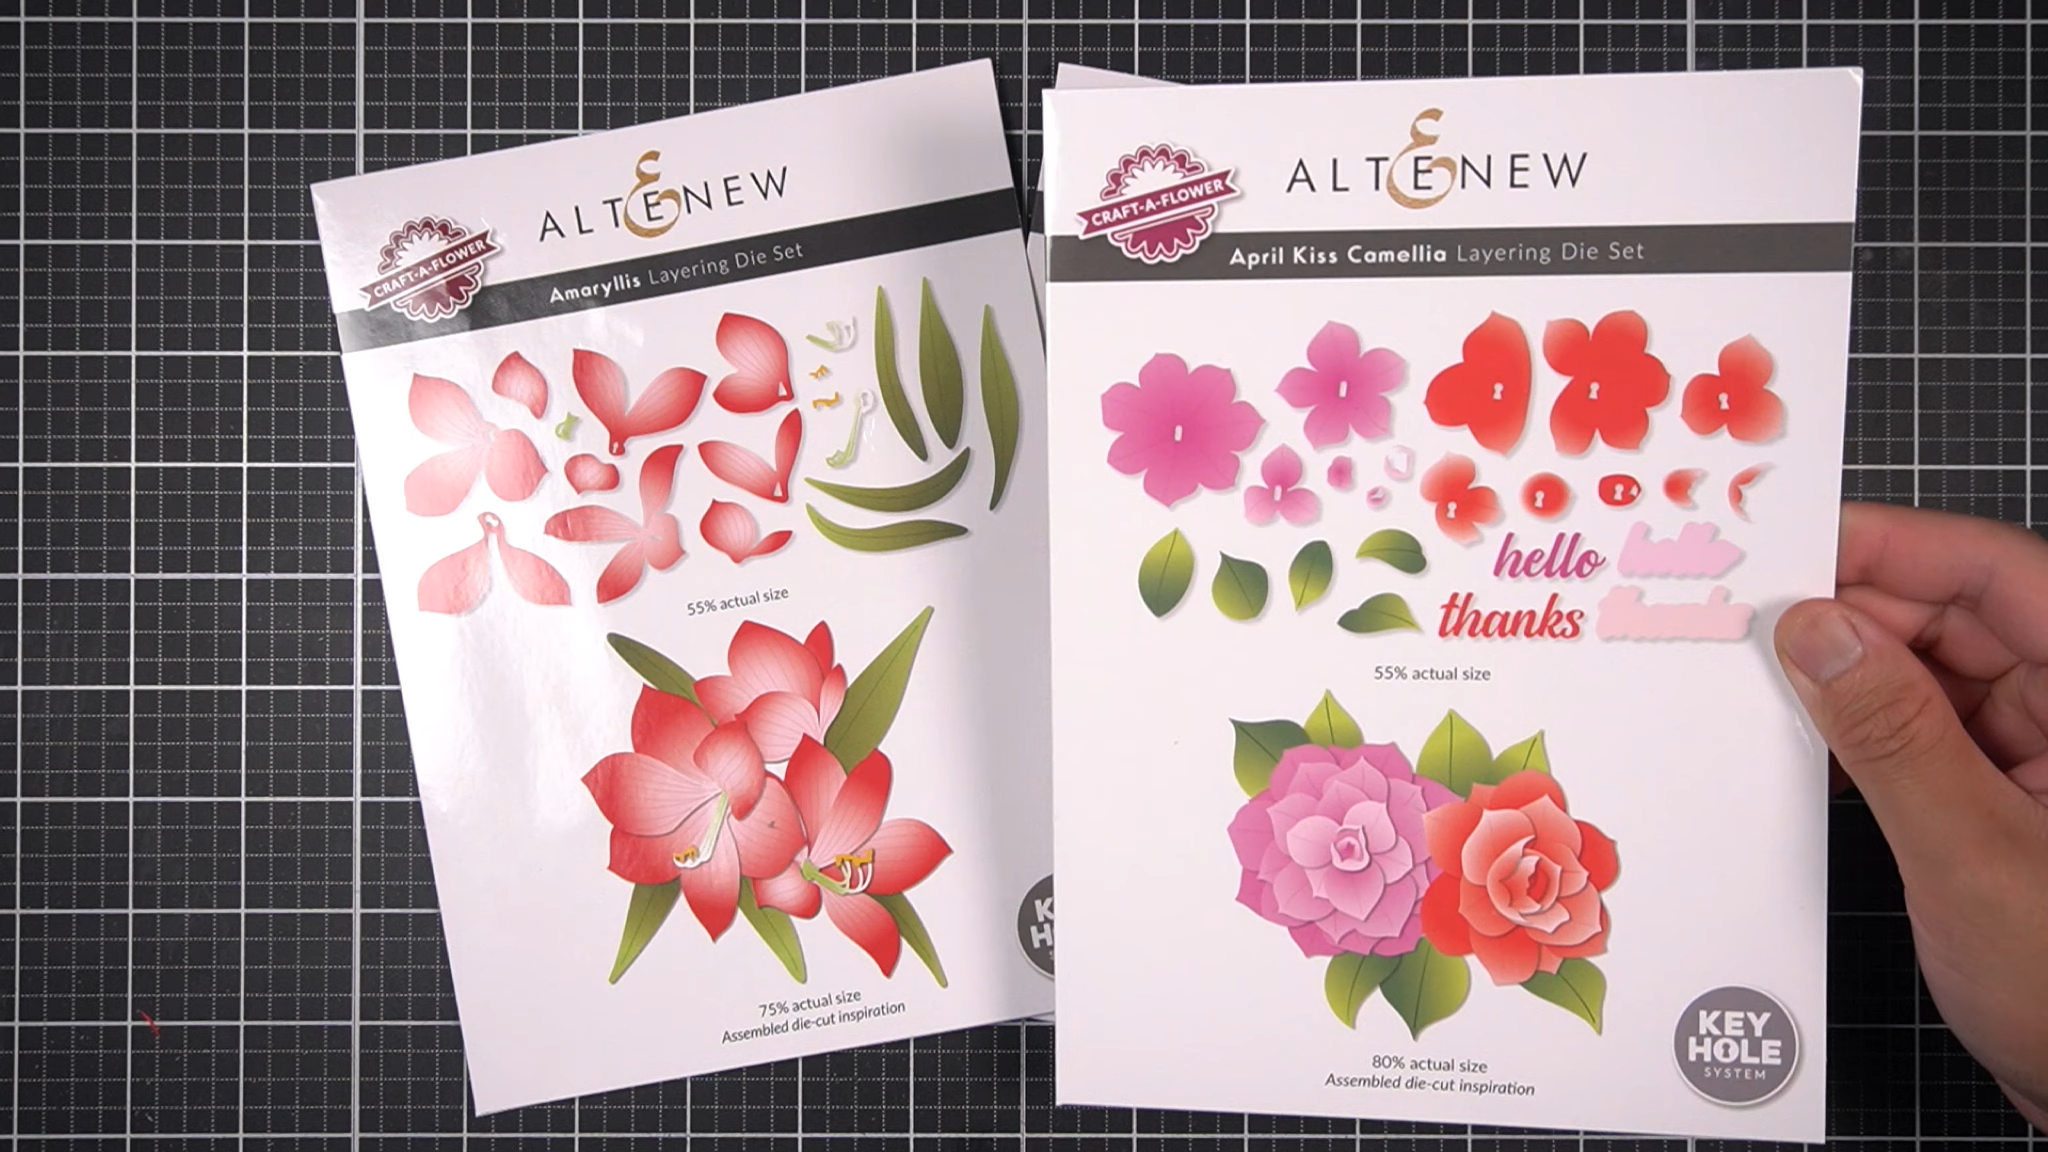 ALTENEW
CRAFT-A-FLOWER
Amaryllis Layering Die Set
55% actual size
75% actual size
Assembled die-cut inspiration
ALTENEW
CRAFT-A-FLOWER
April Kiss Camellia Layering Die Set
hello
thanks
55% actual size
80% actual size
Assembled die-cut inspiration
KEY
HOLE
SYSTEM